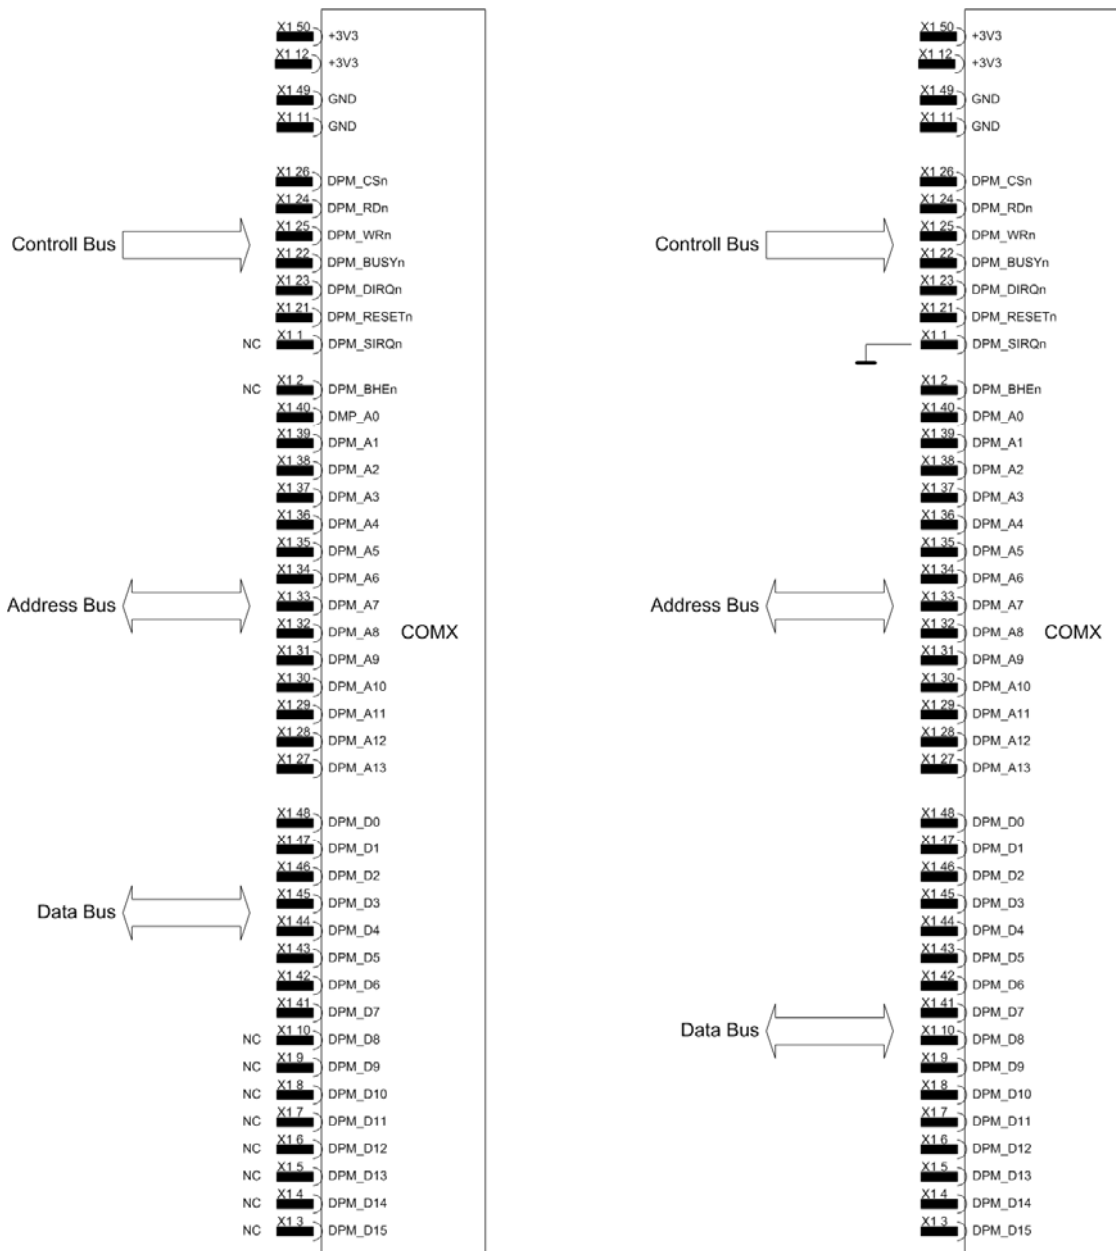 X1 50 +3V3
X1 12 +3V3
X1 49 GND
X1 11 GND
X1 26 DPM_CSn
X1 24 DPM_RDn
Controll Bus X1 25 DPM_WRn
X1 22 DPM_BUSYn
X1 23 DPM_DIRQn
X1 21 DPM_RESETn
NC X1 1 DPM_SIRQn
NC X1 2 DPM_BHEn
X1 40 DMP_A0
X1 39 DPM_A1
X1 38 DPM_A2
X1 37 DPM_A3
X1 36 DPM_A4
X1 35 DPM_A5
X1 34 DPM_A6
Address Bus X1 33 DPM_A7
X1 32 DPM_A8 COMX
X1 31 DPM_A9
X1 30 DPM_A10
X1 29 DPM_A11
X1 28 DPM_A12
X1 27 DPM_A13
X1 48 DPM_D0
X1 47 DPM_D1
X1 46 DPM_D2
Data Bus X1 45 DPM_D3
X1 44 DPM_D4
X1 43 DPM_D5
X1 42 DPM_D6
X1 41 DPM_D7
NC X1 10 DPM_D8
NC X1 9 DPM_D9
NC X1 8 DPM_D10
NC X1 7 DPM_D11
NC X1 6 DPM_D12
NC X1 5 DPM_D13
NC X1 4 DPM_D14
NC X1 3 DPM_D15
X1 50 +3V3
X1 12 +3V3
X1 49 GND
X1 11 GND
X1 26 DPM_CSn
X1 24 DPM_RDn
Controll Bus X1 25 DPM_WRn
X1 22 DPM_BUSYn
X1 23 DPM_DIRQn
X1 21 DPM_RESETn
X1 1 DPM_SIRQn
X1 2 DPM_BHEn
X1 40 DPM_A0
X1 39 DPM_A1
X1 38 DPM_A2
X1 37 DPM_A3
X1 36 DPM_A4
X1 35 DPM_A5
X1 34 DPM_A6
Address Bus X1 33 DPM_A7
X1 32 DPM_A8 COMX
X1 31 DPM_A9
X1 30 DPM_A10
X1 29 DPM_A11
X1 28 DPM_A12
X1 27 DPM_A13
X1 48 DPM_D0
X1 47 DPM_D1
X1 46 DPM_D2
X1 45 DPM_D3
X1 44 DPM_D4
X1 43 DPM_D5
X1 42 DPM_D6
X1 41 DPM_D7
Data Bus X1 10 DPM_D8
X1 9 DPM_D9
X1 8 DPM_D10
X1 7 DPM_D11
X1 6 DPM_D12
X1 5 DPM_D13
X1 4 DPM_D14
X1 3 DPM_D15